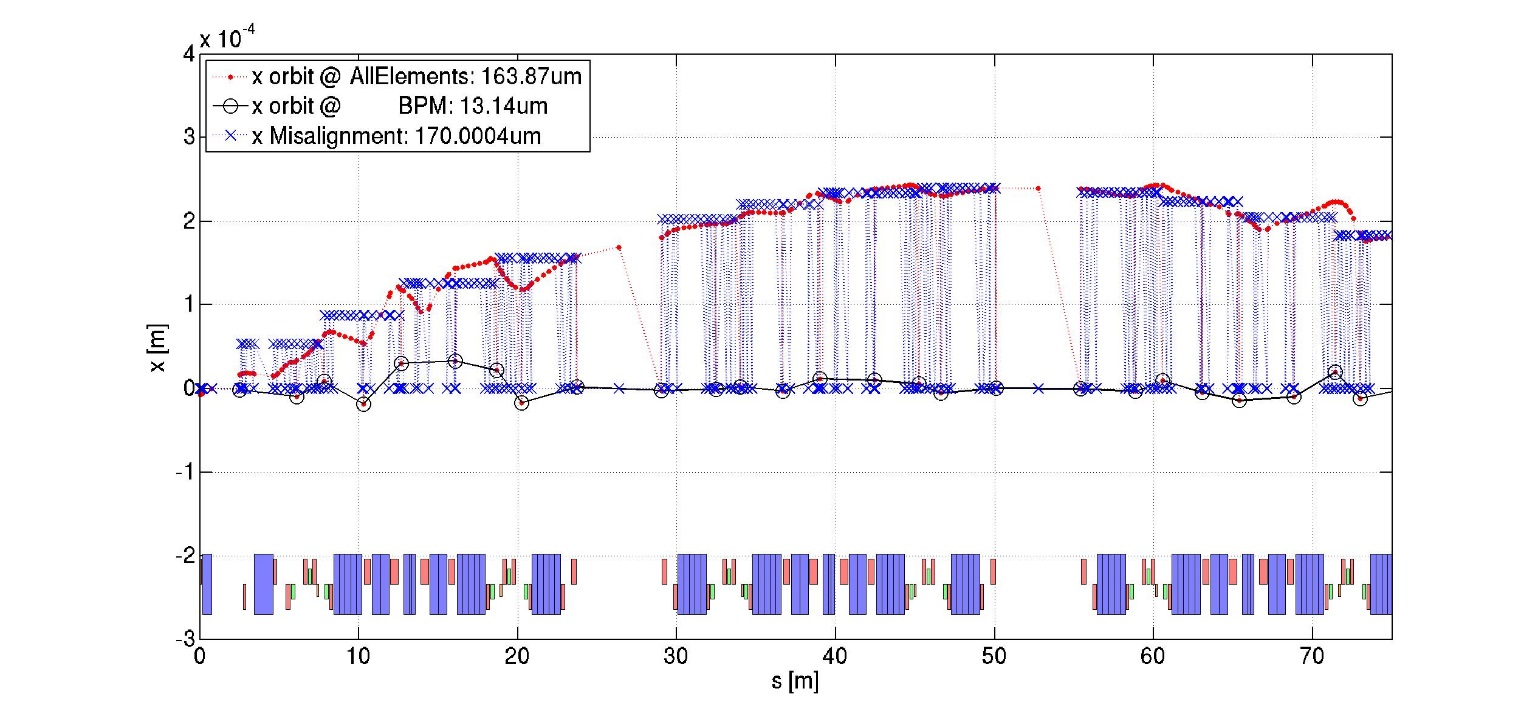 x 10-4
4
x orbit @ AllElements: 163.87um
x orbit @ BPM: 13.14um
x Misalignment: 170.0004um
3
2
1
0
-1
-2
-3
x [m]
0 10 20 30 40 50 60 70
s [m]